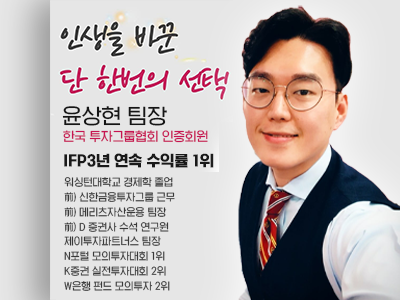 인생을 바꾼
단 한번의 선택
윤상현 팀장
한국 투자그룹협회 인증회원
IFP3년 연속 수익률 1위
워싱턴대학교 경제학 졸업
前) 신한금융투자그룹 근무
前) 메리츠자산운용 팀장
前) D 증권사 수석 연구원
제이투자파트너스 팀장
N포털 모의투자대회 1위
K증권 실전투자대회 2위
W은행 펀드 모의투자 2위